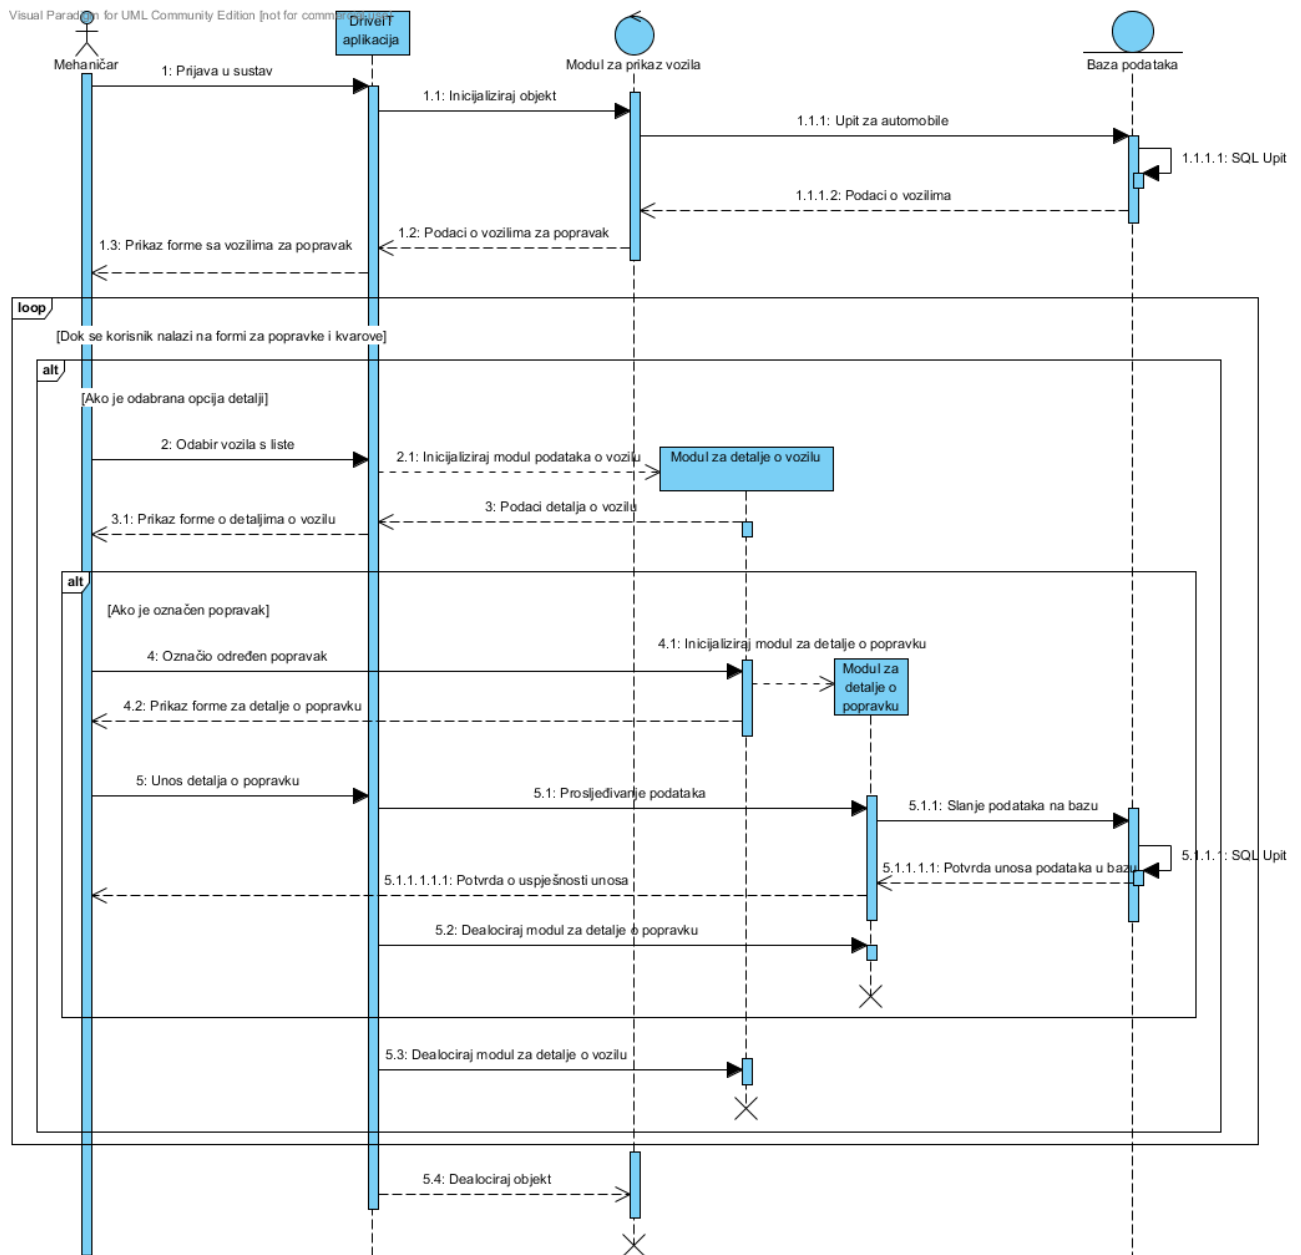 Visual Paradigm for UML Community Edition [not for commercial use]
DriveIT
aplikacija
Mehaničar
Modul za prikaz vozila
Baza podataka
1: Prijava u sustav
1.1: Inicijaliziraj objekt
1.1.1: Upit za automobile
1.1.1.1: SQL Upit
1.1.1.2: Podaci o vozilima
1.2: Podaci o vozilima za popravak
1.3: Prikaz forme sa vozilima za popravak
loop
[Dok se korisnik nalazi na formi za popravke i kvarove]
alt
[Ako je odabrana opcija detalji]
2: Odabir vozila s liste
2.1: Inicijaliziraj modul podataka o vozilu
Modul za detalje o vozilu
3: Podaci detalja o vozilu
3.1: Prikaz forme o detaljima o vozilu
alt
[Ako je označen popravak]
4.1: Inicijaliziraj modul za detalje o popravku
4: Označio određen popravak
Modul za
detalje o
popravku
4.2: Prikaz forme za detalje o popravku
5: Unos detalja o popravku
5.1: Prosljeđivanje podataka
5.1.1: Slanje podataka na bazu
5.1.1.1: SQL Upit
5.1.1.1.1: Potvrda unosa podataka u bazu
5.1.1.1.1.1: Potvrda o uspješnosti unosa
5.2: Dealociraj modul za detalje o popravku
5.3: Dealociraj modul za detalje o vozilu
5.4: Dealociraj objekt